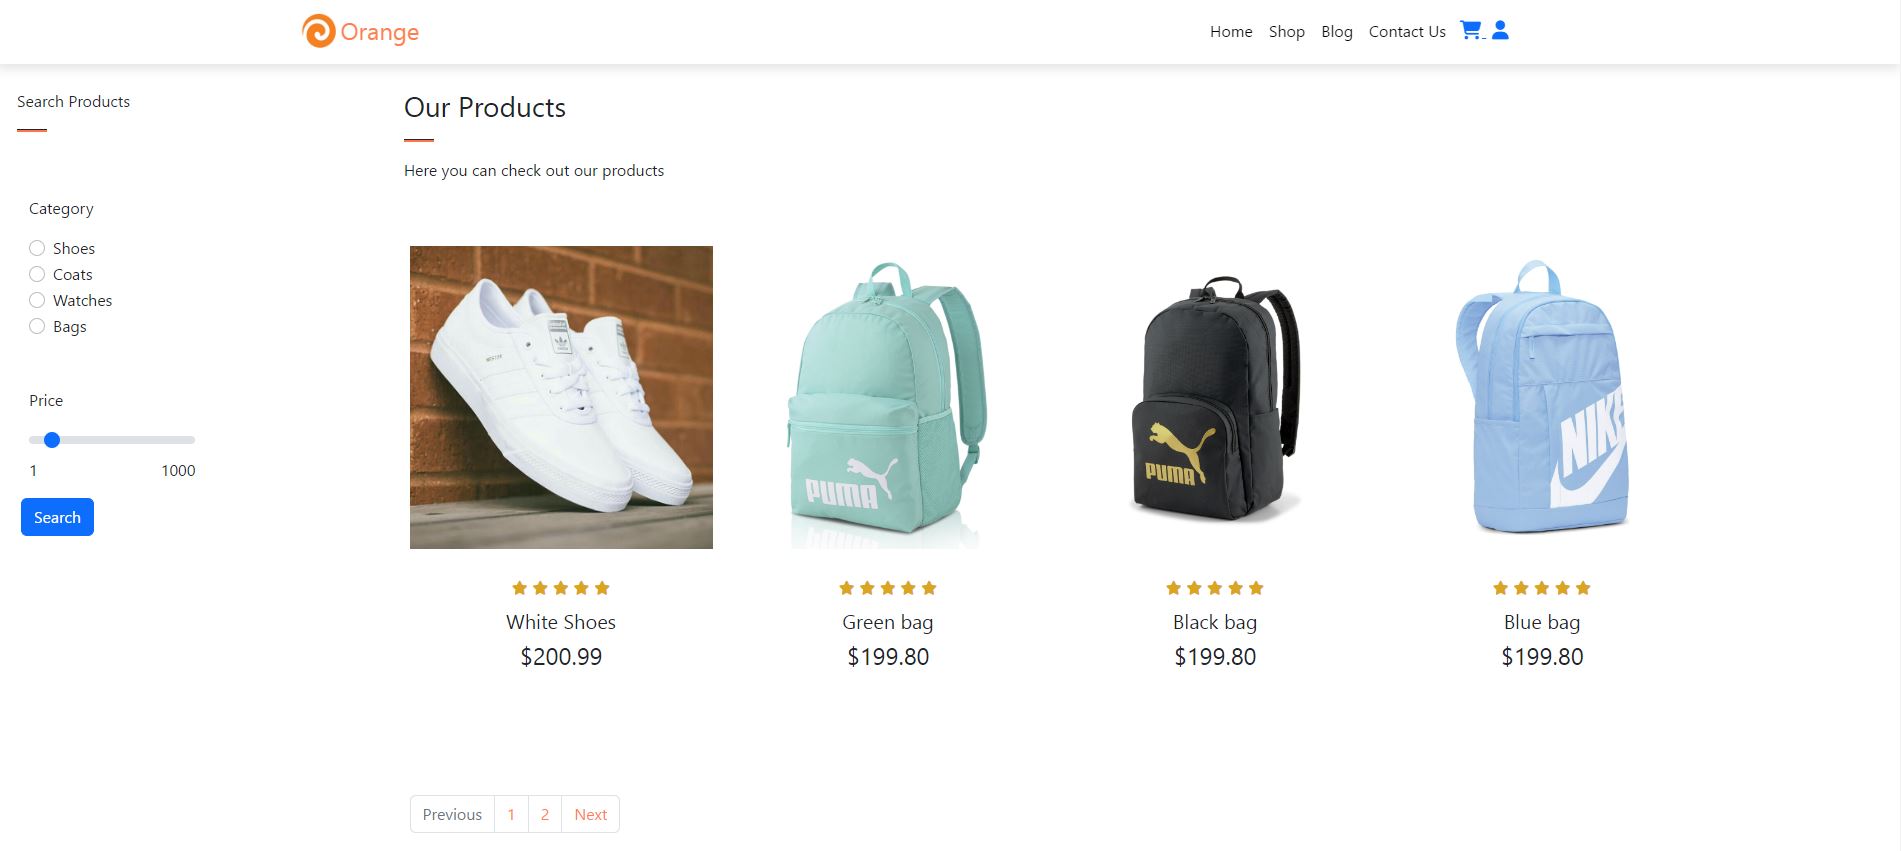 Orange
Home Shop Blog Contact Us
Search Products
Category
Shoes
Coats
Watches
Bags
Price
1 1000
Search
Our Products
Here you can check out our products
PUMA
PUMA
NIKE
White Shoes
$200.99
Green bag
$199.80
Black bag
$199.80
Blue bag
$199.80
Previous 1 2 Next